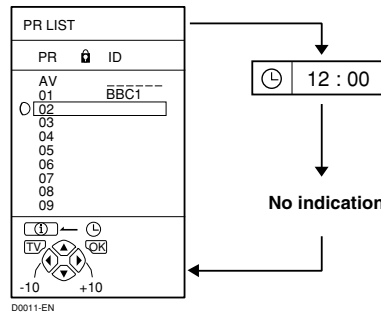 PR LIST
PR ID
AV _ _ _ _ _ _
01 BBC1
02
03
04
05
06
07
08
09
TV OK
-10 +10
12 : 00
No indication
D0011-EN